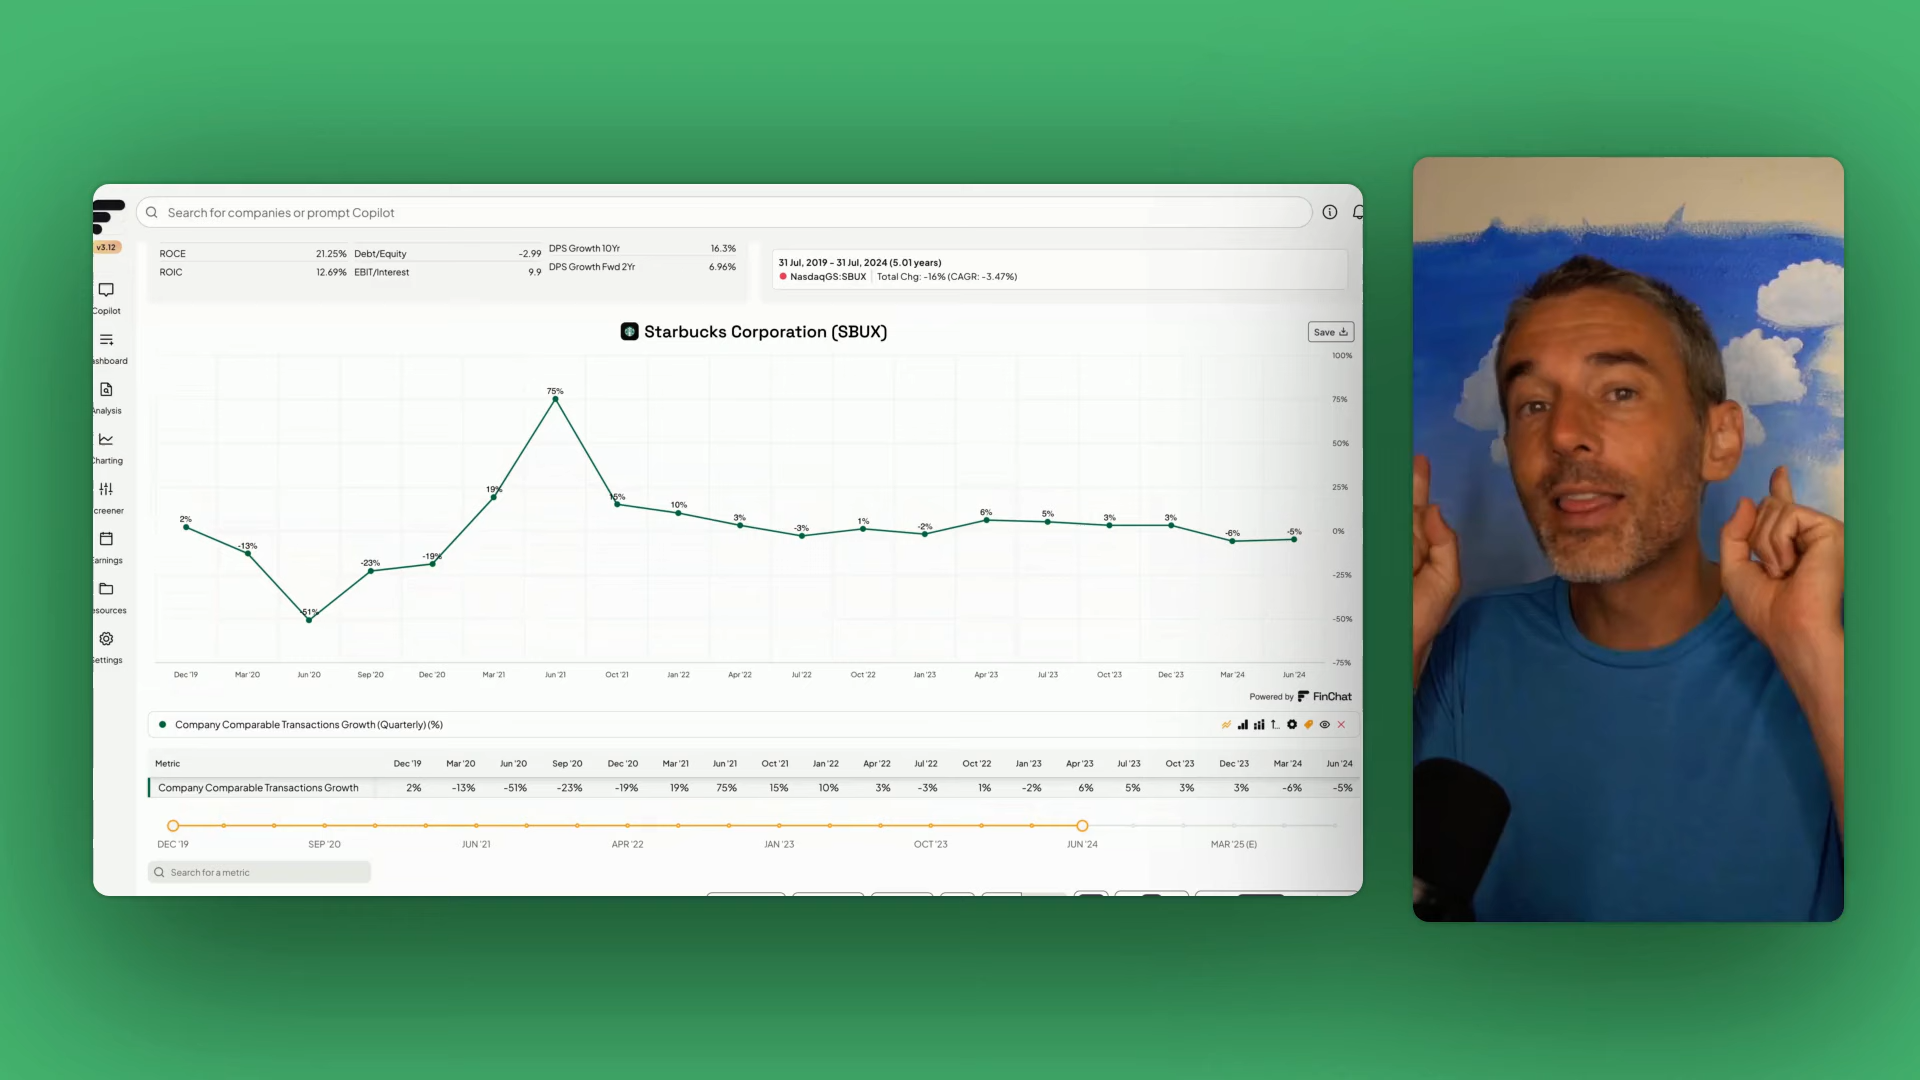 Search for companies or prompt Copilot
v3.12
Copilot
ashboard
Analysis
Charting
creener
Earnings
esources
Settings
ROCE 21.25% Debt/Equity -2.99 DPS Growth 10Yr 16.3%
ROIC 12.69% EBIT/Interest 9.9 DPS Growth Fwd 2Yr 6.96%
31 Jul, 2019 - 31 Jul, 2024 (5.01 years)
NasdaqGS:SBUX Total Chg: -16% (CAGR: -3.47%)
Starbucks Corporation (SBUX)
Save
100%
75%
50%
25%
0%
-25%
-50%
-75%
2% -13% -51% -23% -19% 19% 75% 15% 10% 3% -3% 1% -2% 6% 5% 3% 3% -6% -5%
Dec '19 Mar '20 Jun '20 Sep '20 Dec '20 Mar '21 Jun '21 Oct '21 Jan '22 Apr '22 Jul '22 Oct '22 Jan '23 Apr '23 Jul '23 Oct '23 Dec '23 Mar '24 Jun '24
Powered by FinChat
Company Comparable Transactions Growth (Quarterly) (%)
Metric Dec '19 Mar '20 Jun '20 Sep '20 Dec '20 Mar '21 Jun '21 Oct '21 Jan '22 Apr '22 Jul '22 Oct '22 Jan '23 Apr '23 Jul '23 Oct '23 Dec '23 Mar '24 Jun '24
Company Comparable Transactions Growth 2% -13% -51% -23% -19% 19% 75% 15% 10% 3% -3% 1% -2% 6% 5% 3% 3% -6% -5%
DEC '19 SEP '20 JUN '21 APR '22 JAN '23 OCT '23 JUN '24 MAR '25 (E)
Search for a metric